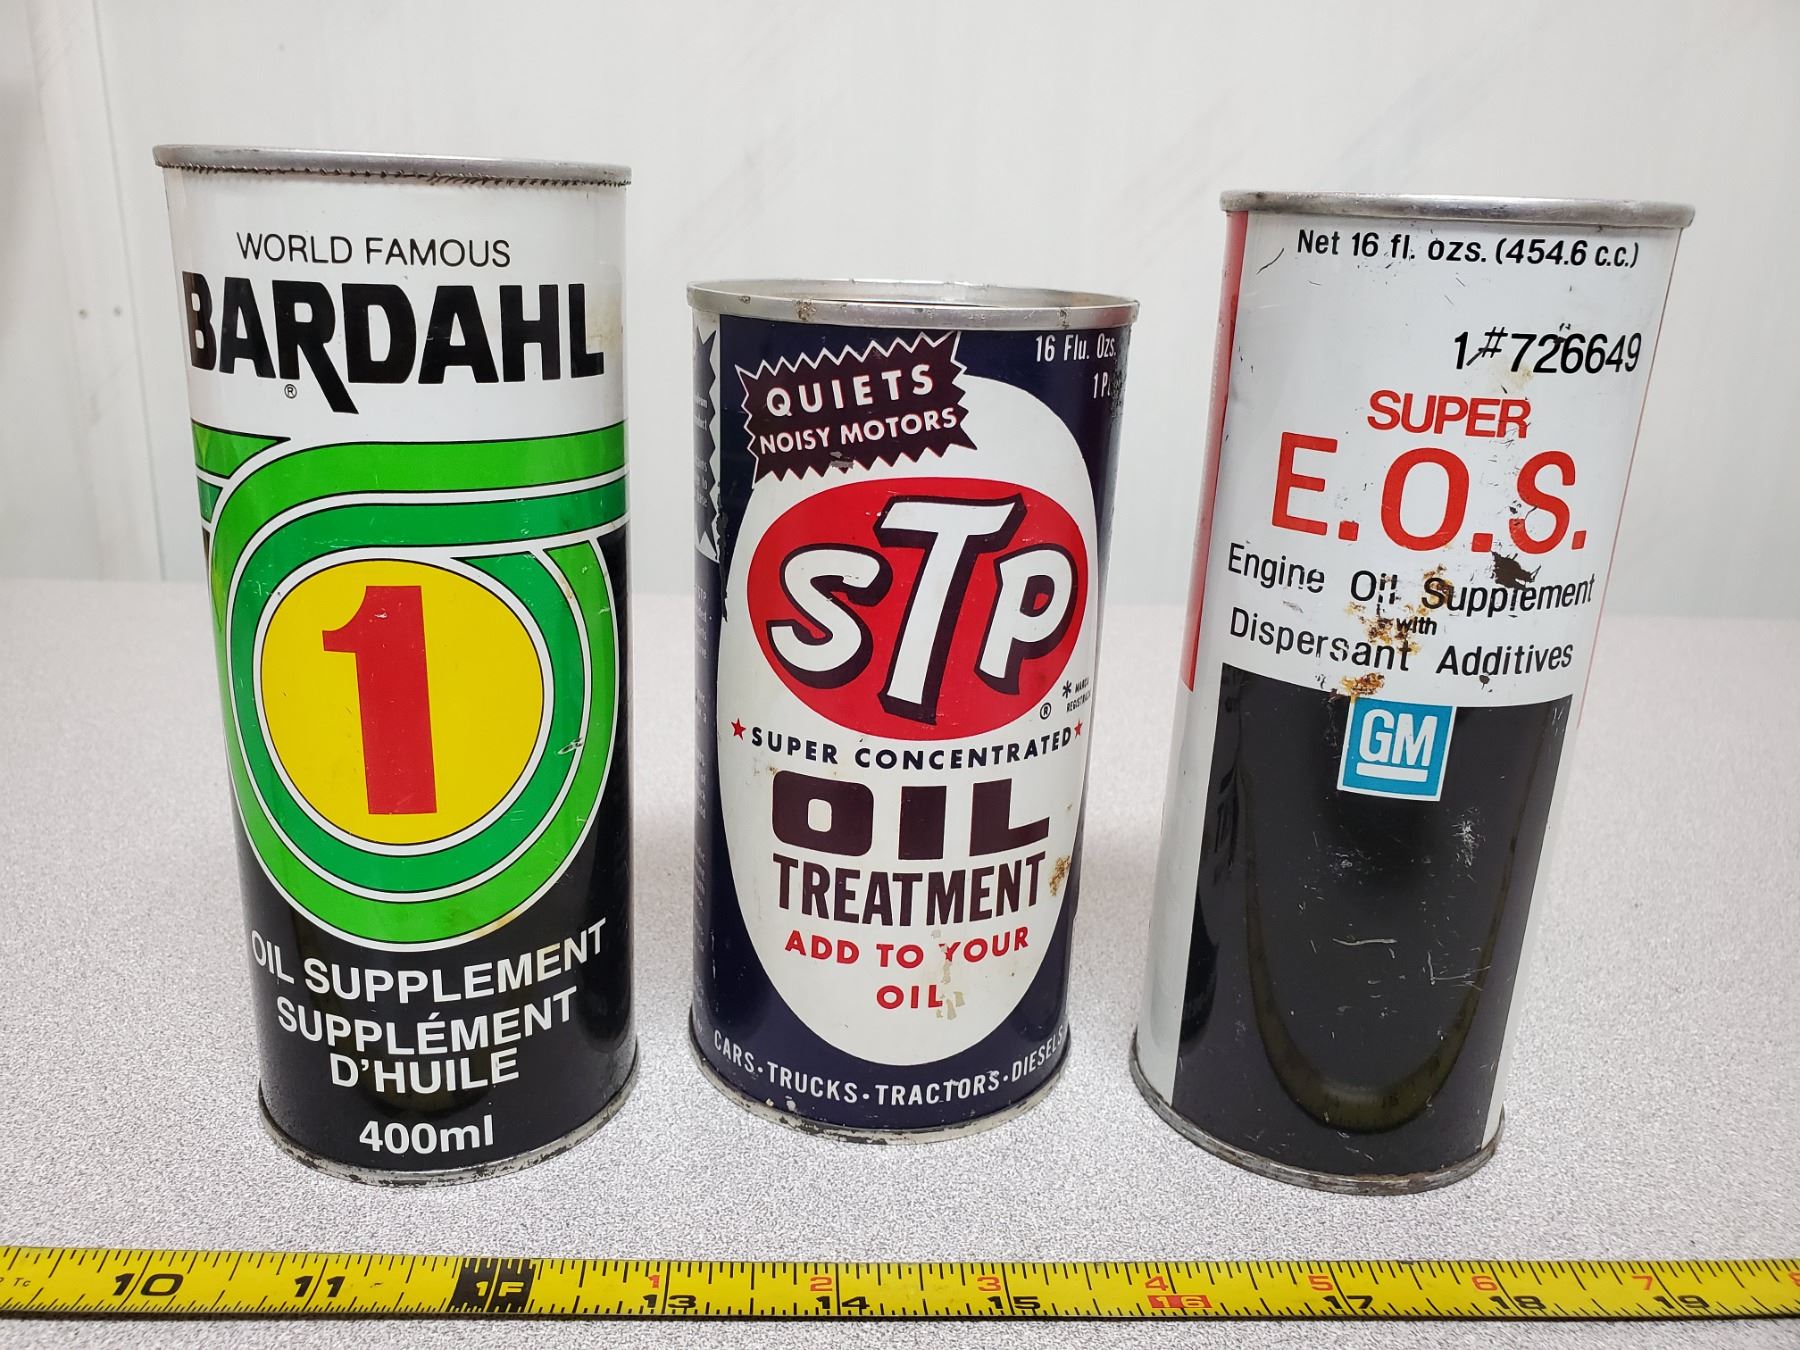 WORLD FAMOUS
BARDAHL
®
1
OIL SUPPLEMENT
SUPPLÉMENT
D'HUILE
400ml
16 Flu. Ozs.
QUIETS
NOISY MOTORS
STP
®
SUPER CONCENTRATED
OIL
TREATMENT
ADD TO YOUR
OIL
CARS • TRUCKS • TRACTORS • DIESELS
Net 16 fl. ozs. (454.6 c.c.)
1 #726649
SUPER
E.O.S.
Engine Oil Supplement
with
Dispersant Additives
GM
10 11 1F 1 2 3 4 5 6 7 8
13 14 15 16 17 18 19